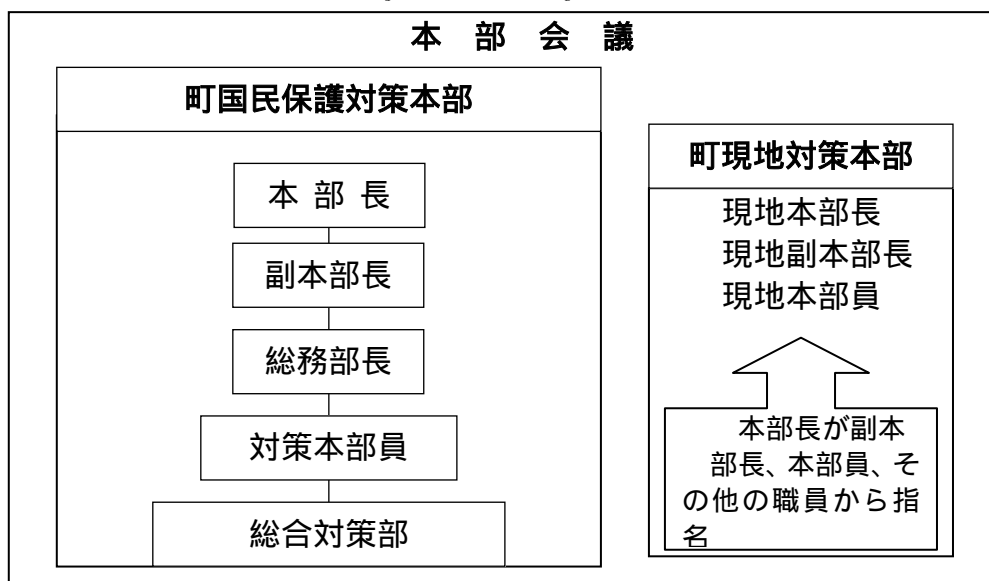 本 部 会 議
町国民保護対策本部
本 部 長
副本部長
総務部長
対策本部員
総合対策部
町現地対策本部
現地本部長
現地副本部長
現地本部員
本部長が副本
部長、本部員、そ
の他の職員から指
名